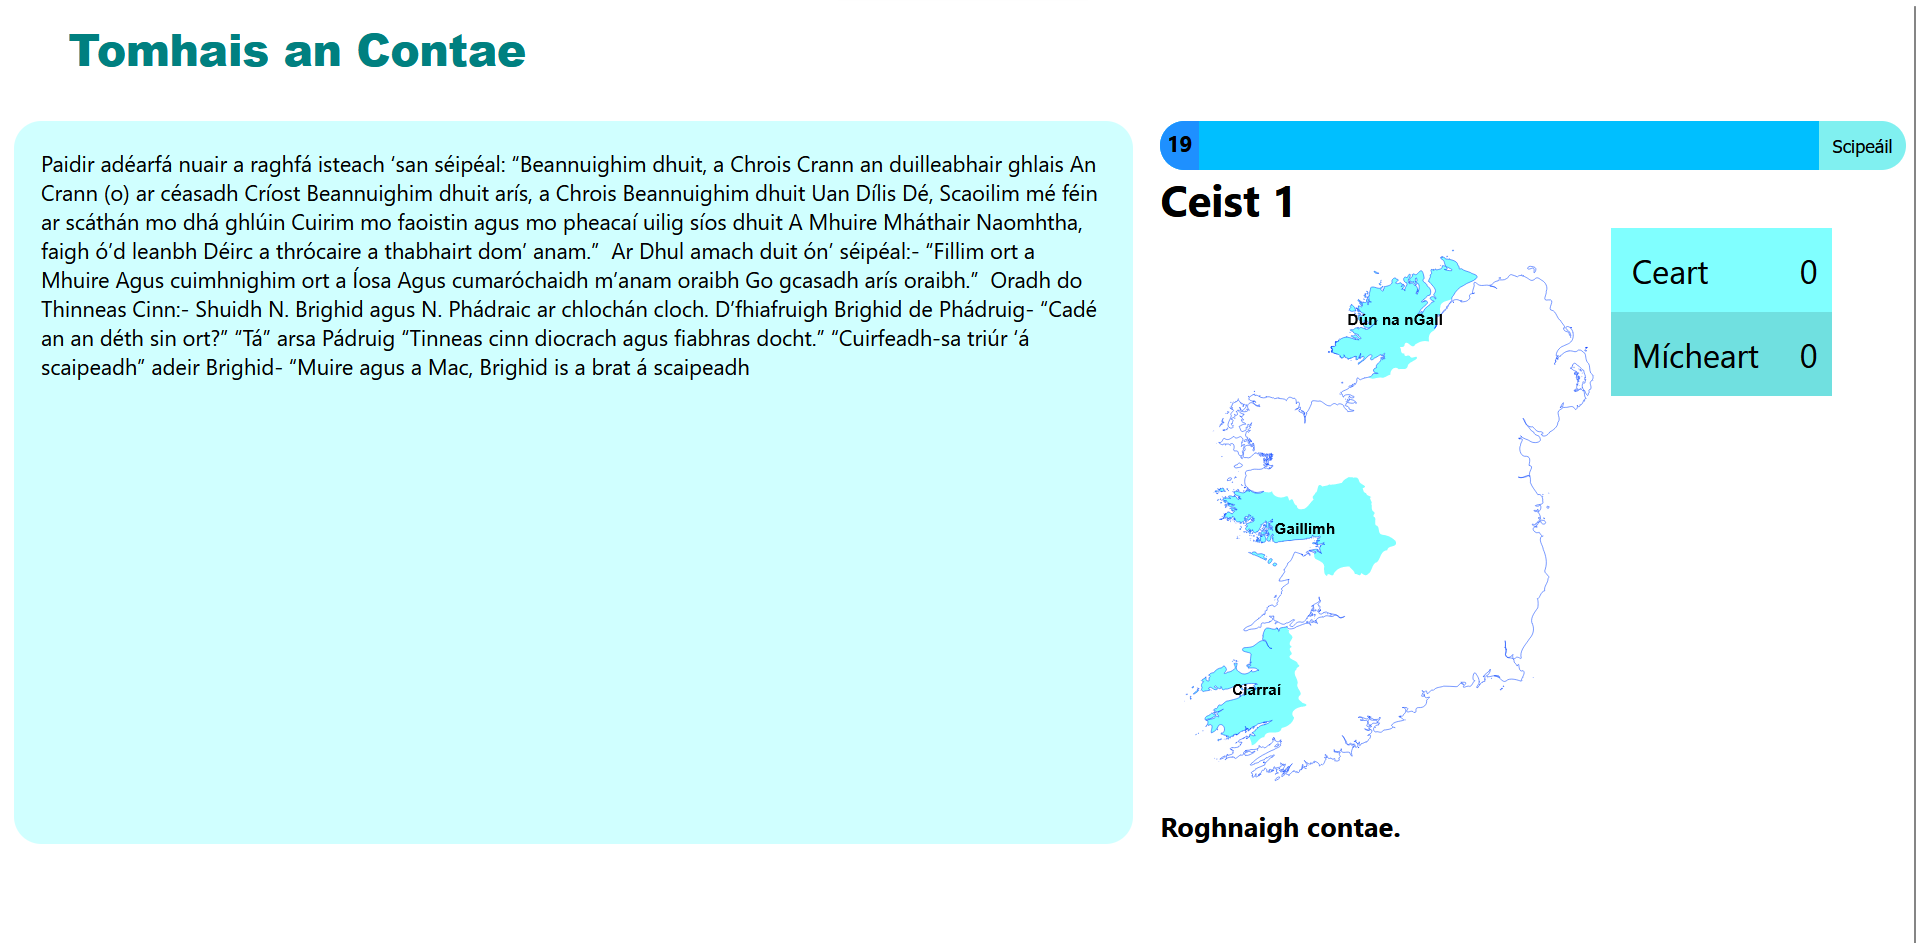 Tomhais an Contae
Paidir adéarfá nuair a raghfá isteach ‘san séipéal: “Beannuighim dhuit, a Chrois Crann an duilleabhair ghlais An
Crann (o) ar céasadh Críost Beannuighim dhuit arís, a Chrois Beannuighim dhuit Uan Dílis Dé, Scaoilim mé féin
ar scáthán mo dhá ghlúin Cuirim mo faoistin agus mo pheacaí uilig síos dhuit A Mhuire Mháthair Naomhtha,
faigh ó’d leanbh Déirc a thrócaire a thabhairt dom’ anam.”  Ar Dhul amach duit ón’ séipéal:- “Fillim ort a
Mhuire Agus cuimhnighim ort a Íosa Agus cumaróchaidh m’anam oraibh Go gcasadh arís oraibh.”  Oradh do
Thinneas Cinn:- Shuidh N. Brighid agus N. Phádraic ar chlochán cloch. D’fhiafruigh Brighid de Phádruig- “Cadé
an an déth sin ort?” “Tá” arsa Pádruig “Tinneas cinn diocrach agus fiabhras docht.” “Cuirfeadh-sa triúr ‘á
scaipeadh” adeir Brighid- “Muire agus a Mac, Brighid is a brat á scaipeadh
19
Scipeáil
Ceist 1
Ceart 0
Mícheart 0
Dún na nGall
Gaillimh
Ciarraí
Roghnaigh contae.